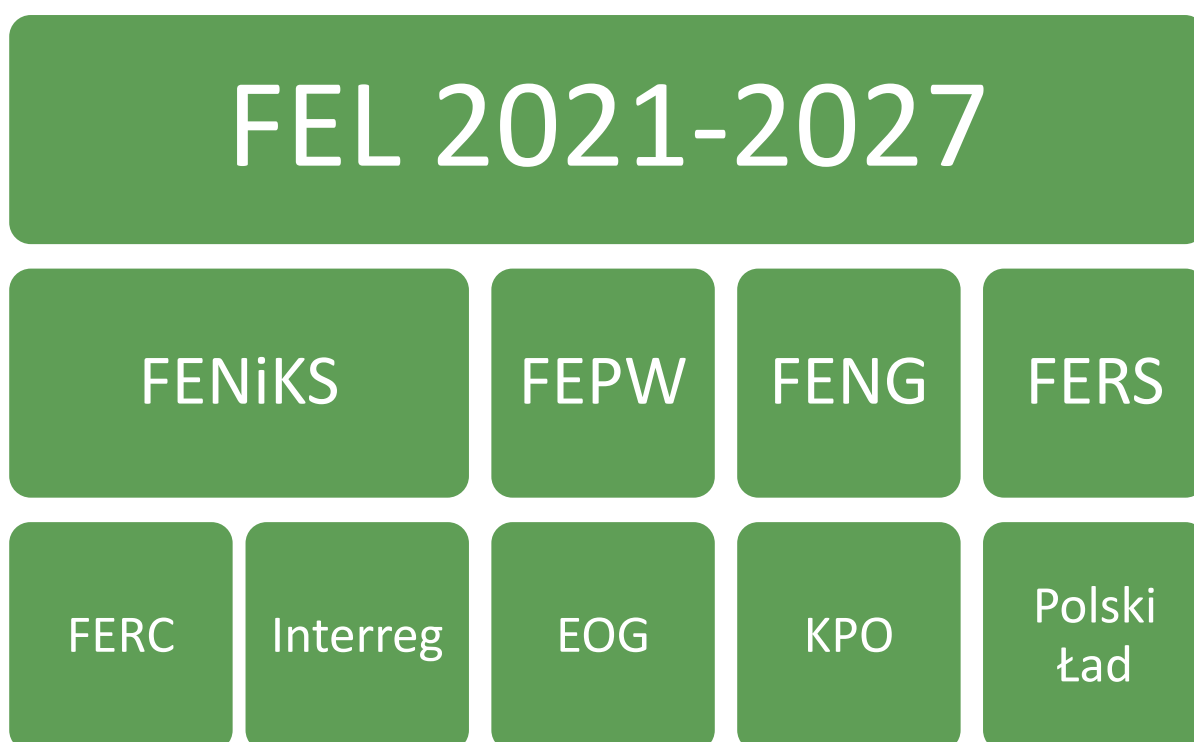 FEL 2021-2027
FENiKS
FEPW
FENG
FERS
FERC
Interreg
EOG
KPO
Polski
Ład